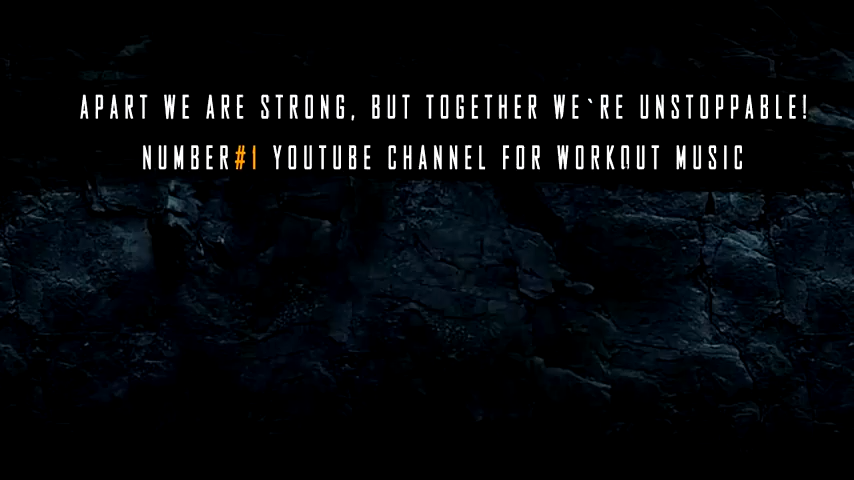 APART WE ARE STRONG, BUT TOGETHER WE`RE UNSTOPPABLE!
NUMBER#1 YOUTUBE CHANNEL FOR WORKOUT MUSIC